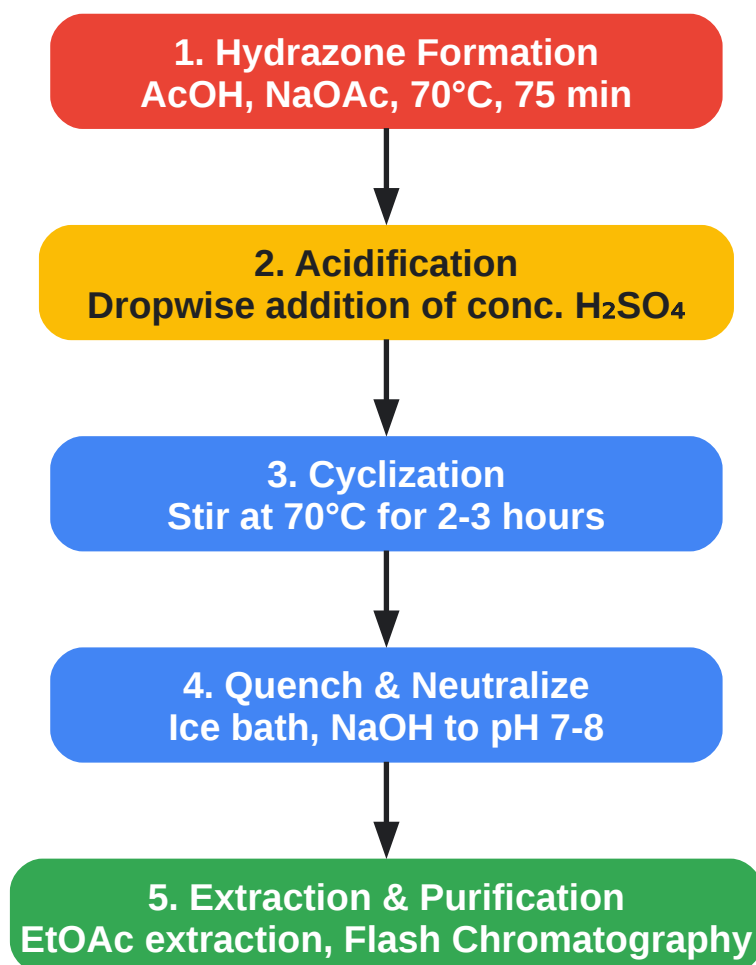 1. Hydrazone Formation
AcOH, NaOAc, 70°C, 75 min
2. Acidification
Dropwise addition of conc. H₂SO₄
3. Cyclization
Stir at 70°C for 2-3 hours
4. Quench & Neutralize
Ice bath, NaOH to pH 7-8
5. Extraction & Purification
EtOAc extraction, Flash Chromatography